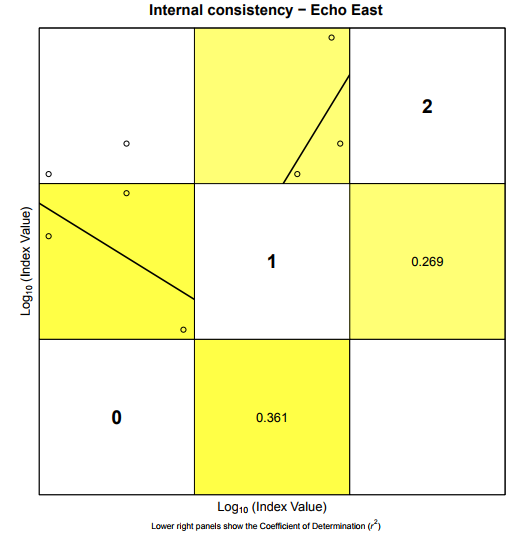 Internal consistency − Echo East
2
Log10 (Index Value)
1
0.269
0
0.361
Log10 (Index Value)
Lower right panels show the Coefficient of Determination (r2)